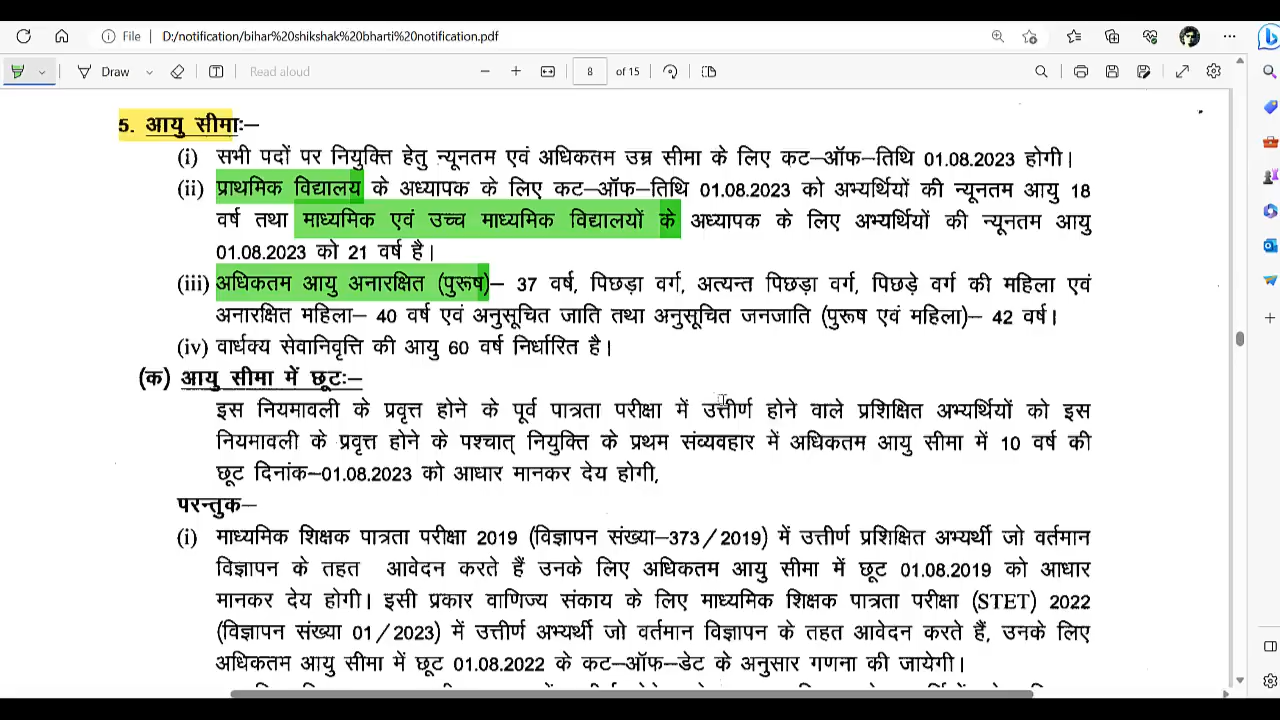 File D:/notification/bihar%20shikshak%20bharti%20notification.pdf
Draw Read aloud 8 of 15
5. आयु सीमाः–
(i) सभी पदों पर नियुक्ति हेतु न्यूनतम एवं अधिकतम उम्र सीमा के लिए कट–ऑफ–तिथि 01.08.2023 होगी।
(ii) प्राथमिक विद्यालय के अध्यापक के लिए कट–ऑफ–तिथि 01.08.2023 को अभ्यर्थियों की न्यूनतम आयु 18
वर्ष तथा माध्यमिक एवं उच्च माध्यमिक विद्यालयों के अध्यापक के लिए अभ्यर्थियों की न्यूनतम आयु
01.08.2023 को 21 वर्ष है।
(iii) अधिकतम आयु अनारक्षित (पुरूष)– 37 वर्ष, पिछड़ा वर्ग, अत्यन्त पिछड़ा वर्ग, पिछड़े वर्ग की महिला एवं
अनारक्षित महिला– 40 वर्ष एवं अनुसूचित जाति तथा अनुसूचित जनजाति (पुरूष एवं महिला)– 42 वर्ष।
(iv) वार्धक्य सेवानिवृत्ति की आयु 60 वर्ष निर्धारित है।
(क) आयु सीमा में छूटः–
इस नियमावली के प्रवृत्त होने के पूर्व पात्रता परीक्षा में उत्तीर्ण होने वाले प्रशिक्षित अभ्यर्थियों को इस
नियमावली के प्रवृत्त होने के पश्चात् नियुक्ति के प्रथम संव्यवहार में अधिकतम आयु सीमा में 10 वर्ष की
छूट दिनांक–01.08.2023 को आधार मानकर देय होगी,
परन्तुक–
(i) माध्यमिक शिक्षक पात्रता परीक्षा 2019 (विज्ञापन संख्या–373/2019) में उत्तीर्ण प्रशिक्षित अभ्यर्थी जो वर्तमान
विज्ञापन के तहत आवेदन करते हैं उनके लिए अधिकतम आयु सीमा में छूट 01.08.2019 को आधार
मानकर देय होगी। इसी प्रकार वाणिज्य संकाय के लिए माध्यमिक शिक्षक पात्रता परीक्षा (STET) 2022
(विज्ञापन संख्या 01/2023) में उत्तीर्ण अभ्यर्थी जो वर्तमान विज्ञापन के तहत आवेदन करते हैं, उनके लिए
अधिकतम आयु सीमा में छूट 01.08.2022 के कट–ऑफ–डेट के अनुसार गणना की जायेगी।